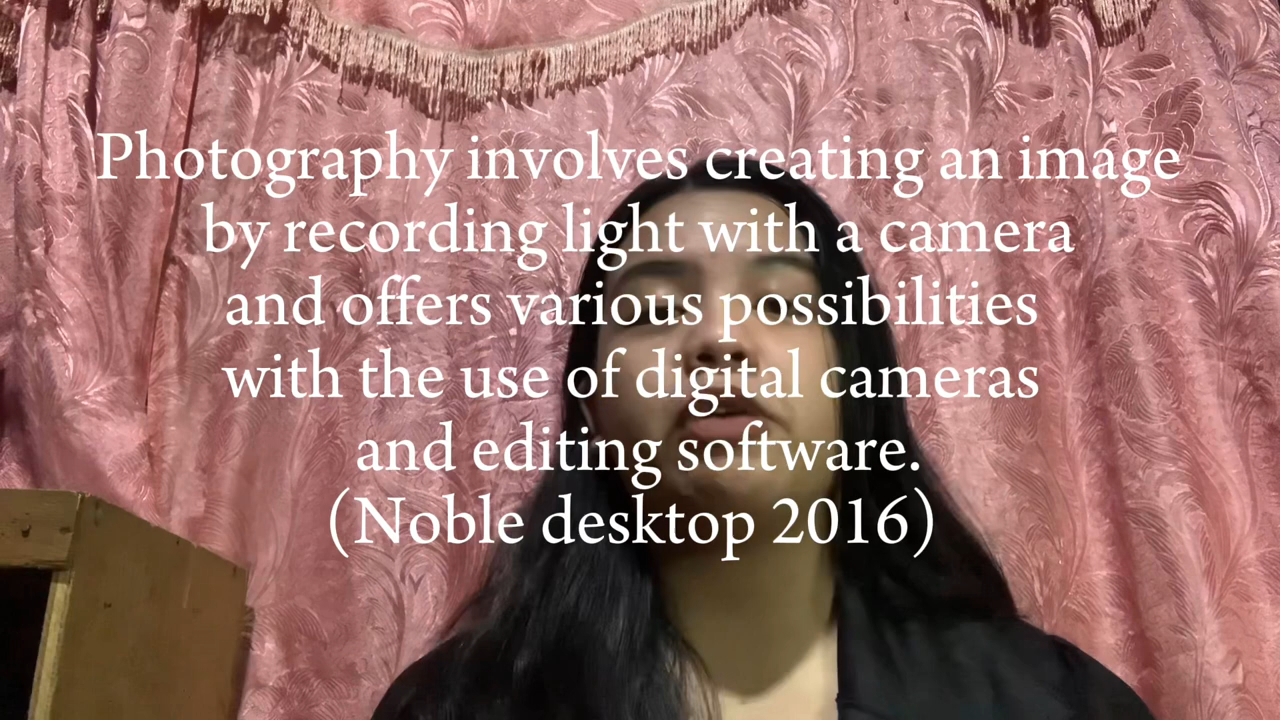 Photography involves creating an image
by recording light with a camera
and offers various possibilities
with the use of digital cameras
and editing software.
(Noble desktop 2016)